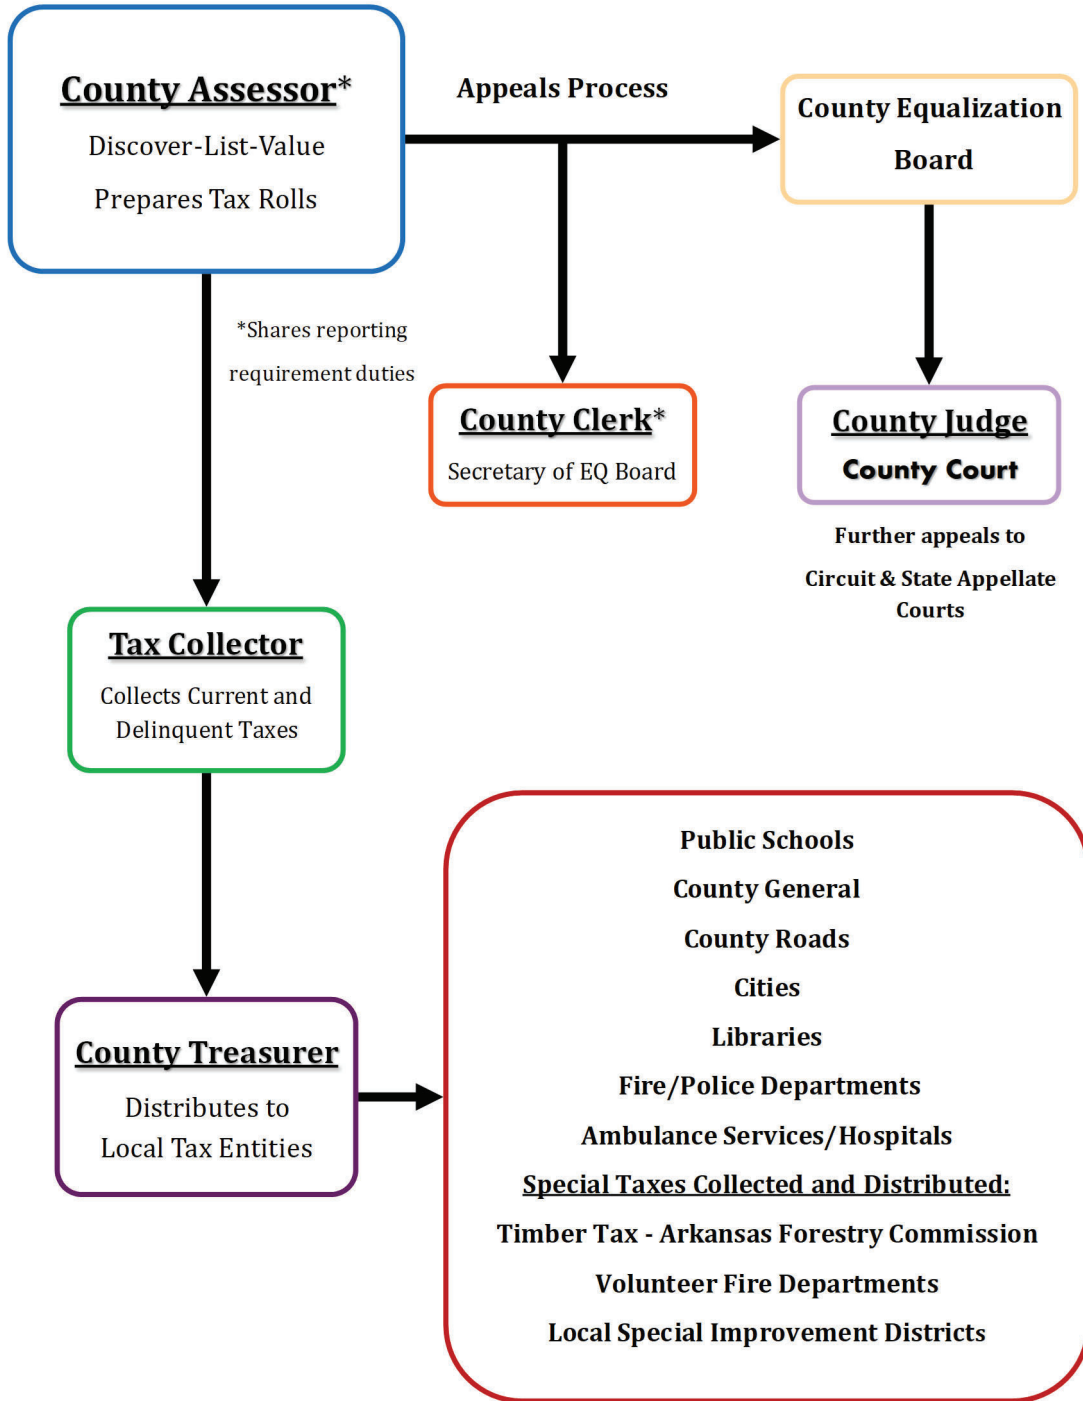 County Assessor*
Discover-List-Value
Prepares Tax Rolls
Appeals Process
County Equalization
Board
*Shares reporting
requirement duties
County Clerk*
Secretary of EQ Board
County Judge
County Court
Further appeals to
Circuit & State Appellate
Courts
Tax Collector
Collects Current and
Delinquent Taxes
County Treasurer
Distributes to
Local Tax Entities
Public Schools
County General
County Roads
Cities
Libraries
Fire/Police Departments
Ambulance Services/Hospitals
Special Taxes Collected and Distributed:
Timber Tax - Arkansas Forestry Commission
Volunteer Fire Departments
Local Special Improvement Districts